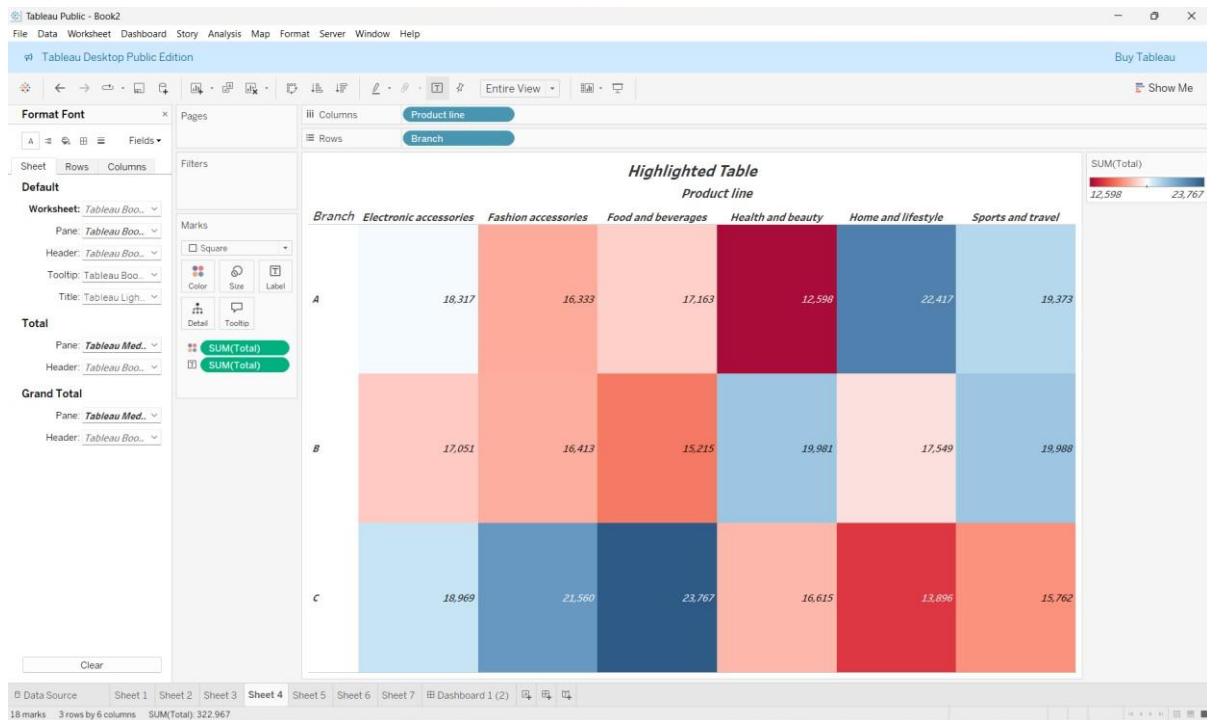 Tableau Public - Book2
File Data Worksheet Dashboard Story Analysis Map Format Server Window Help
Tableau Desktop Public Edition Buy Tableau
Entire View Show Me
Format Font Pages iii Columns Product line
Fields Rows Branch
Sheet Rows Columns Filters Highlighted Table SUM(Total)
Default Product line 12,598 23,767
Worksheet: Tableau Boo.. Branch Electronic accessories Fashion accessories Food and beverages Health and beauty Home and lifestyle Sports and travel
Pane: Tableau Boo.. Marks
Header: Tableau Boo.. Square
Tooltip: Tableau Boo.. Color Size Label
Title: Tableau Ligh.. A 18,317 16,333 17,163 12,598 22,417 19,373
Total Detail Tooltip
Pane: Tableau Med.. SUM(Total)
Header: Tableau Boo.. SUM(Total)
Grand Total
Pane: Tableau Med..
Header: Tableau Boo..
B 17,051 16,413 15,215 19,981 17,549 19,988
C 18,969 21,560 23,767 16,615 13,896 15,762
Clear
Data Source Sheet 1 Sheet 2 Sheet 3 Sheet 4 Sheet 5 Sheet 6 Sheet 7 Dashboard 1 (2)
18 marks 3 rows by 6 columns SUM(Total): 322,967